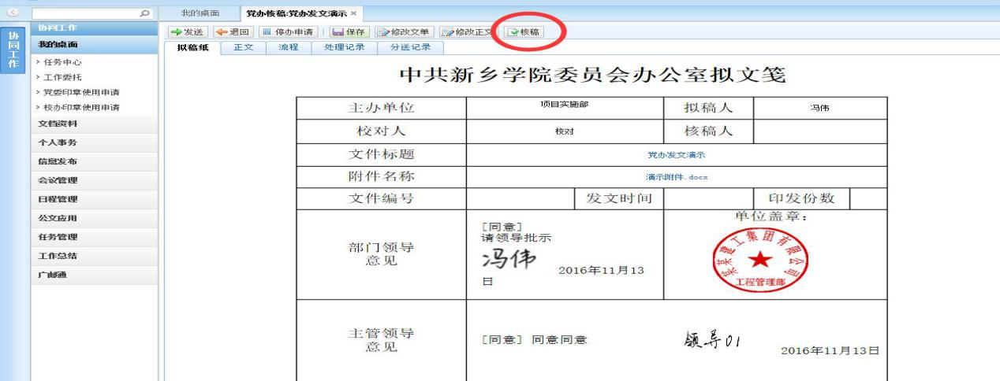 我的桌面
党办核稿:党办发文演示 ×
协同工作
协同工作
我的桌面
› 任务中心
› 工作委托
› 党委印章使用申请
› 校办印章使用申请
文档资料
个人事务
信息发布
会议管理
日程管理
公文应用
任务管理
工作总结
广邮通
发送 退回 停办申请 保存 修改文单 修改正文 核稿
拟稿纸 正文 流程 处理记录 分送记录
中共新乡学院委员会办公室拟文笺
主办单位 项目实施部 拟稿人 冯伟
校对人 校对 核稿人
文件标题 党办发文演示
附件名称 演示附件.docx
文件编号 发文时间 印发份数
部门领导
意见
[同意]
请领导批示
冯伟 2016年11月13
日
单位盖章:
某某建工集团有限公司
工程管理部
主管领导
意见
[同意] 同意同意
领导01 2016年11月13日